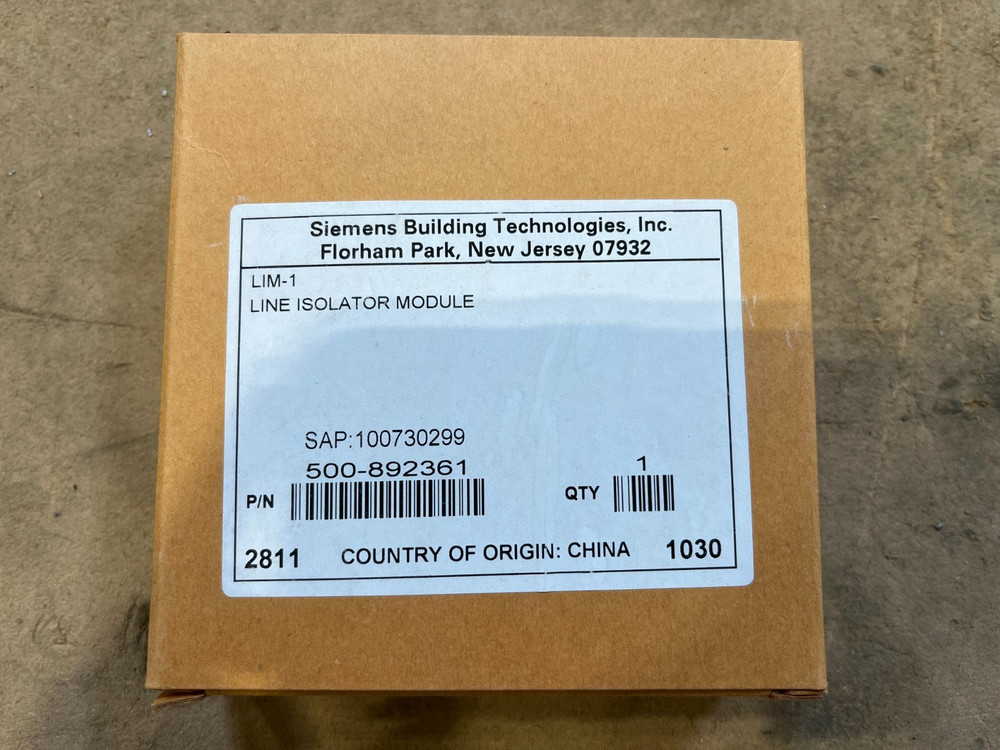 Siemens Building Technologies, Inc.
Florham Park, New Jersey 07932
LIM-1
LINE ISOLATOR MODULE
SAP:100730299
500-892361
P/N
1
QTY
2811 COUNTRY OF ORIGIN: CHINA 1030